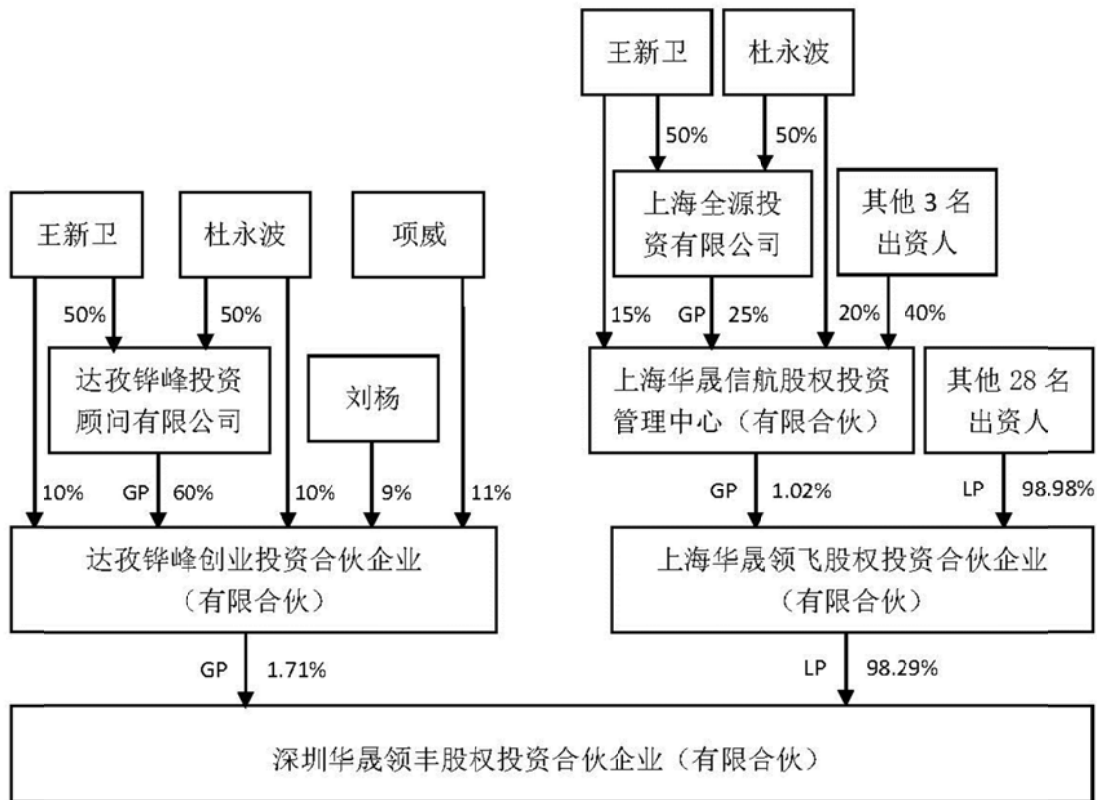 王新卫
杜永波
50%
50%
上海全源投
资有限公司
其他 3 名
出资人
王新卫
杜永波
项威
50%
50%
15%
GP
25%
20%
40%
达孜铧峰投资
顾问有限公司
刘杨
上海华晟信航股权投资
管理中心（有限合伙）
其他 28 名
出资人
10%
GP
60%
10%
9%
11%
GP
1.02%
LP
98.98%
达孜铧峰创业投资合伙企业
（有限合伙）
上海华晟领飞股权投资合伙企业
（有限合伙）
GP
1.71%
LP
98.29%
深圳华晟领丰股权投资合伙企业（有限合伙）